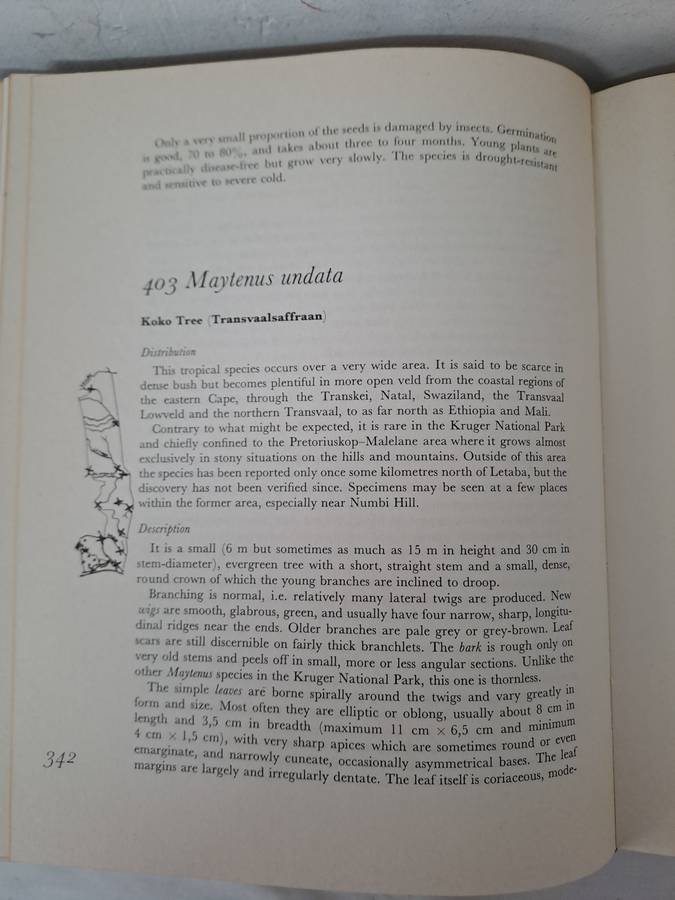 Only a very small proportion of the seeds is damaged by insects. Germination
is good, 70 to 80%, and takes about three to four months. Young plants are
practically disease-free but grow very slowly. The species is drought-resistant
and sensitive to severe cold.
403 Maytenus undata
Koko Tree (Transvaalsaffraan)
Distribution
This tropical species occurs over a very wide area. It is said to be scarce in
dense bush but becomes plentiful in more open veld from the coastal regions of
the eastern Cape, through the Transkei, Natal, Swaziland, the Transvaal
Lowveld and the northern Transvaal, to as far north as Ethiopia and Mali.
Contrary to what might be expected, it is rare in the Kruger National Park
and chiefly confined to the Pretoriuskop–Malelane area where it grows almost
exclusively in stony situations on the hills and mountains. Outside of this area
the species has been reported only once some kilometres north of Letaba, but the
discovery has not been verified since. Specimens may be seen at a few places
within the former area, especially near Numbi Hill.
Description
It is a small (6 m but sometimes as much as 15 m in height and 30 cm in
stem-diameter), evergreen tree with a short, straight stem and a small, dense,
round crown of which the young branches are inclined to droop.
Branching is normal, i.e. relatively many lateral twigs are produced. New
wigs are smooth, glabrous, green, and usually have four narrow, sharp, longitu-
dinal ridges near the ends. Older branches are pale grey or grey-brown. Leaf
scars are still discernible on fairly thick branchlets. The bark is rough only on
very old stems and peels off in small, more or less angular sections. Unlike the
other Maytenus species in the Kruger National Park, this one is thornless.
The simple leaves are borne spirally around the twigs and vary greatly in
form and size. Most often they are elliptic or oblong, usually about 8 cm in
length and 3,5 cm in breadth (maximum 11 cm × 6,5 cm and minimum
4 cm × 1,5 cm), with very sharp apices which are sometimes round or even
emarginate, and narrowly cuneate, occasionally asymmetrical bases. The leaf
margins are largely and irregularly dentate. The leaf itself is coriaceous, mode-
342